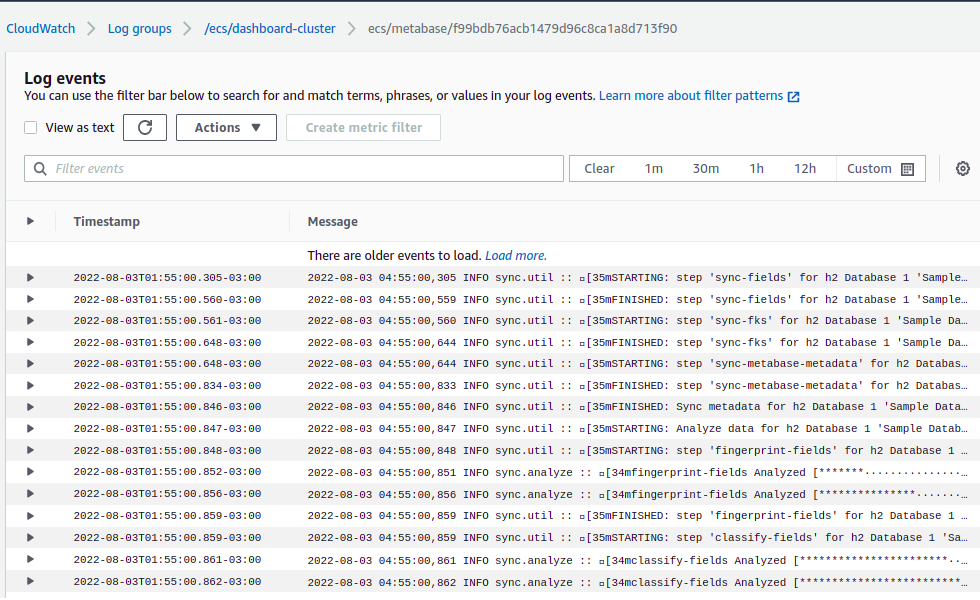 CloudWatch > Log groups > /ecs/dashboard-cluster > ecs/metabase/f99bdb76acb1479d96c8ca1a8d713f90
Log events
You can use the filter bar below to search for and match terms, phrases, or values in your log events. Learn more about filter patterns
View as text Actions ▼ Create metric filter
Filter events Clear 1m 30m 1h 12h Custom
Timestamp Message
There are older events to load. Load more.
2022-08-03T01:55:00.305-03:00 2022-08-03 04:55:00,305 INFO sync.util :: ▯[35mSTARTING: step 'sync-fields' for h2 Database 1 'Sample…
2022-08-03T01:55:00.560-03:00 2022-08-03 04:55:00,559 INFO sync.util :: ▯[35mFINISHED: step 'sync-fields' for h2 Database 1 'Sample…
2022-08-03T01:55:00.561-03:00 2022-08-03 04:55:00,560 INFO sync.util :: ▯[35mSTARTING: step 'sync-fks' for h2 Database 1 'Sample Da…
2022-08-03T01:55:00.648-03:00 2022-08-03 04:55:00,644 INFO sync.util :: ▯[35mFINISHED: step 'sync-fks' for h2 Database 1 'Sample Da…
2022-08-03T01:55:00.648-03:00 2022-08-03 04:55:00,644 INFO sync.util :: ▯[35mSTARTING: step 'sync-metabase-metadata' for h2 Databas…
2022-08-03T01:55:00.834-03:00 2022-08-03 04:55:00,833 INFO sync.util :: ▯[35mFINISHED: step 'sync-metabase-metadata' for h2 Databas…
2022-08-03T01:55:00.846-03:00 2022-08-03 04:55:00,846 INFO sync.util :: ▯[35mFINISHED: Sync metadata for h2 Database 1 'Sample Data…
2022-08-03T01:55:00.847-03:00 2022-08-03 04:55:00,847 INFO sync.util :: ▯[35mSTARTING: Analyze data for h2 Database 1 'Sample Datab…
2022-08-03T01:55:00.848-03:00 2022-08-03 04:55:00,848 INFO sync.util :: ▯[35mSTARTING: step 'fingerprint-fields' for h2 Database 1 …
2022-08-03T01:55:00.852-03:00 2022-08-03 04:55:00,851 INFO sync.analyze :: ▯[34mfingerprint-fields Analyzed [*******···············…
2022-08-03T01:55:00.856-03:00 2022-08-03 04:55:00,856 INFO sync.analyze :: ▯[34mfingerprint-fields Analyzed [***************·······…
2022-08-03T01:55:00.859-03:00 2022-08-03 04:55:00,859 INFO sync.util :: ▯[35mFINISHED: step 'fingerprint-fields' for h2 Database 1 …
2022-08-03T01:55:00.859-03:00 2022-08-03 04:55:00,859 INFO sync.util :: ▯[35mSTARTING: step 'classify-fields' for h2 Database 1 'Sa…
2022-08-03T01:55:00.861-03:00 2022-08-03 04:55:00,861 INFO sync.analyze :: ▯[34mclassify-fields Analyzed [***********************··…
2022-08-03T01:55:00.862-03:00 2022-08-03 04:55:00,862 INFO sync.analyze :: ▯[34mclassify-fields Analyzed [*************************…